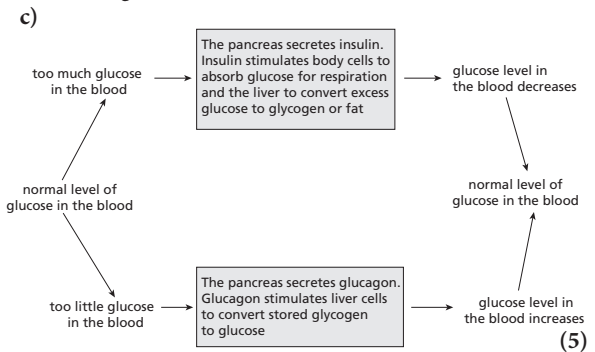 c)
too much glucose
in the blood
The pancreas secretes insulin.
Insulin stimulates body cells to
absorb glucose for respiration
and the liver to convert excess
glucose to glycogen or fat
glucose level in
the blood decreases
normal level of
glucose in the blood
normal level of
glucose in the blood
too little glucose
in the blood
The pancreas secretes glucagon.
Glucagon stimulates liver cells
to convert stored glycogen
to glucose
glucose level in
the blood increases
(5)